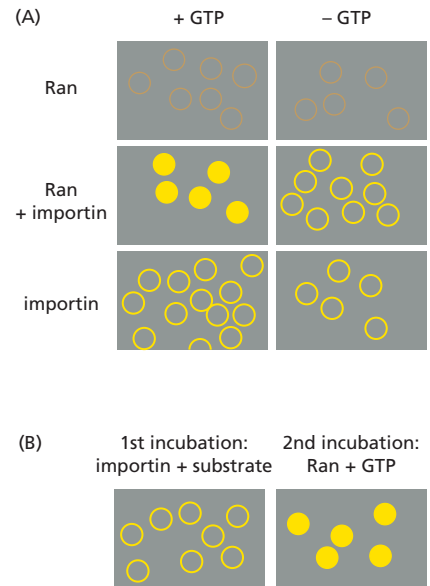 (A)
+ GTP
– GTP
Ran
Ran
+ importin
importin
(B)
1st incubation:
importin + substrate
2nd incubation:
Ran + GTP